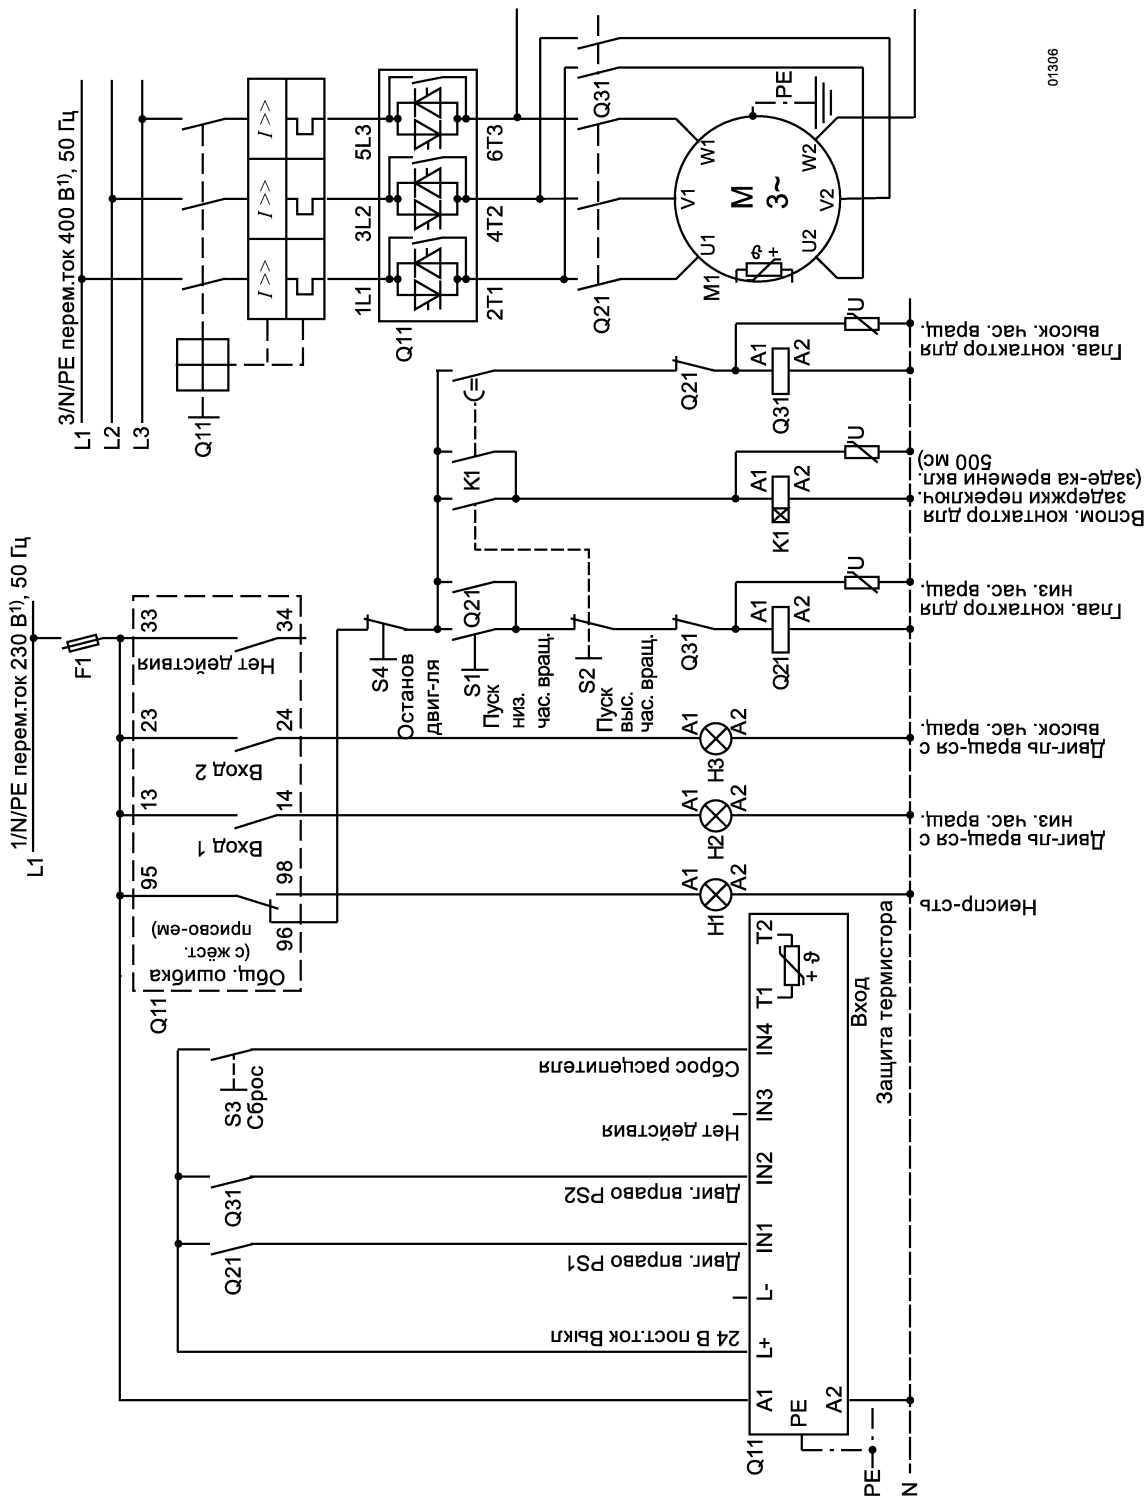 1/N/PE перем.ток 230 В1), 50 Гц
L1
F1
3/N/PE перем.ток 400 В1), 50 Гц
L1
L2
L3
Q11
I >>
I >>
I >>
Q11
1L1
3L2
5L3
2T1
4T2
6T3
Q21
Q31
M1
M
3~
U1
V1
W1
U2
V2
W2
PE
+ ϑ
01306
Q11
95
13
23
33
96
98
14
24
34
Общ. ошибка
(с жёст.
присво-ем)
Вход 1
Вход 2
Нет действия
S4
Останов
двиг-ля
S1
Пуск
низ.
час. вращ.
Q21
S2
Пуск
выс.
час. вращ.
K1
Q31
Q21
Q21
A1
A2
U
K1
A1
A2
U
Q31
A1
A2
U
H1
A1
A2
H2
A1
A2
H3
A1
A2
Неиспр-сть
Двиг-ль вращ-ся с
низ. час. вращ.
Двиг-ль вращ-ся с
высок. час. вращ.
Глав. контактор для
низ. час. вращ.
Вспом. контактор для
задержки переключ.
(заде-ка времени вкл.
500 мс)
Глав. контактор для
высок. час. вращ.
Q21
Q31
S3
Сброс
24 В пост.ток Выкл
Двиг. вправо PS1
Двиг. вправо PS2
Нет действия
Сброс расцепителя
Q11
A1
L+
L-
IN1
IN2
IN3
IN4
T1
T2
+ ϑ
PE
A2
Вход
Защита термистора
PE
N